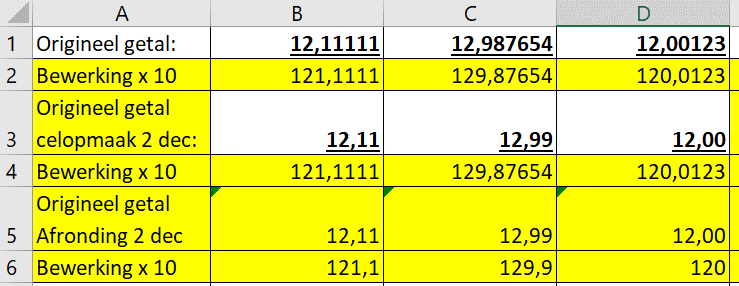 A B C D
1 Origineel getal: 12,11111 12,987654 12,00123
2 Bewerking x 10 121,1111 129,87654 120,0123
Origineel getal
3 celopmaak 2 dec: 12,11 12,99 12,00
4 Bewerking x 10 121,1111 129,87654 120,0123
Origineel getal
5 Afronding 2 dec 12,11 12,99 12,00
6 Bewerking x 10 121,1 129,9 120